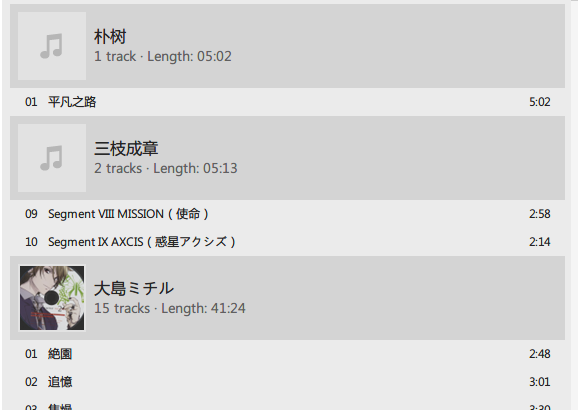 朴树
1 track · Length: 05:02
01 平凡之路 5:02
三枝成章
2 tracks · Length: 05:13
09 Segment VIII MISSION ( 使命 ) 2:58
10 Segment IX AXCIS ( 惑星アクシズ ) 2:14
大島ミチル
15 tracks · Length: 41:24
01 絶園 2:48
02 追憶 3:01
03 焦燥 3:30